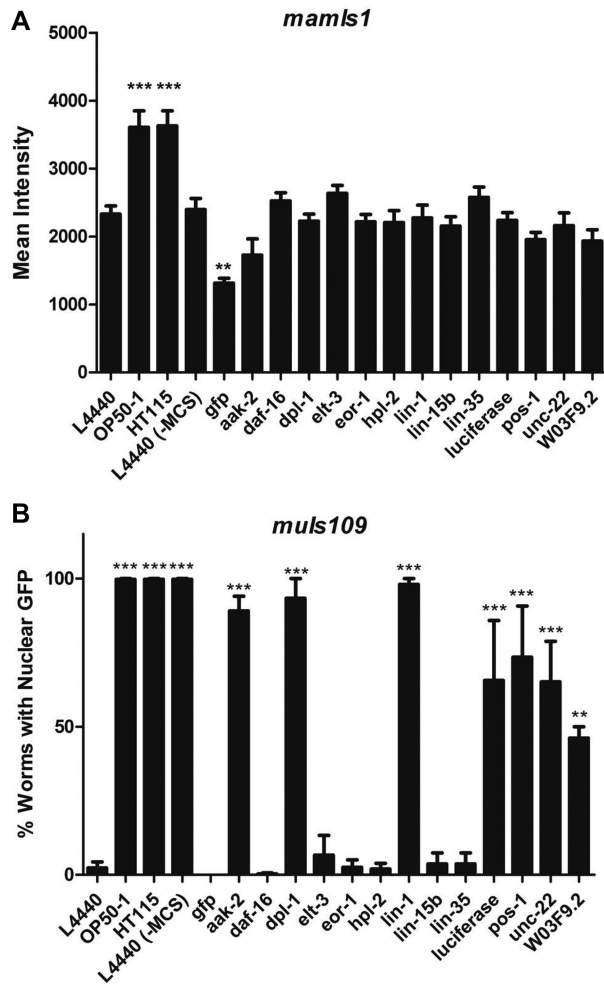 A
mamIs1
Mean Intensity
5000
4000
3000
2000
1000
0
***
***
**
L4440
OP50-1
HT115
L4440 (-MCS)
gfp
aak-2
daf-16
dpl-1
elt-3
eor-1
hpl-2
lin-1
lin-15b
lin-35
luciferase
pos-1
unc-22
W03F9.2
B
muIs109
% Worms with Nuclear GFP
100
50
0
***
***
***
***
***
***
***
***
***
**
L4440
OP50-1
HT115
L4440 (-MCS)
gfp
aak-2
daf-16
dpl-1
elt-3
eor-1
hpl-2
lin-1
lin-15b
lin-35
luciferase
pos-1
unc-22
W03F9.2